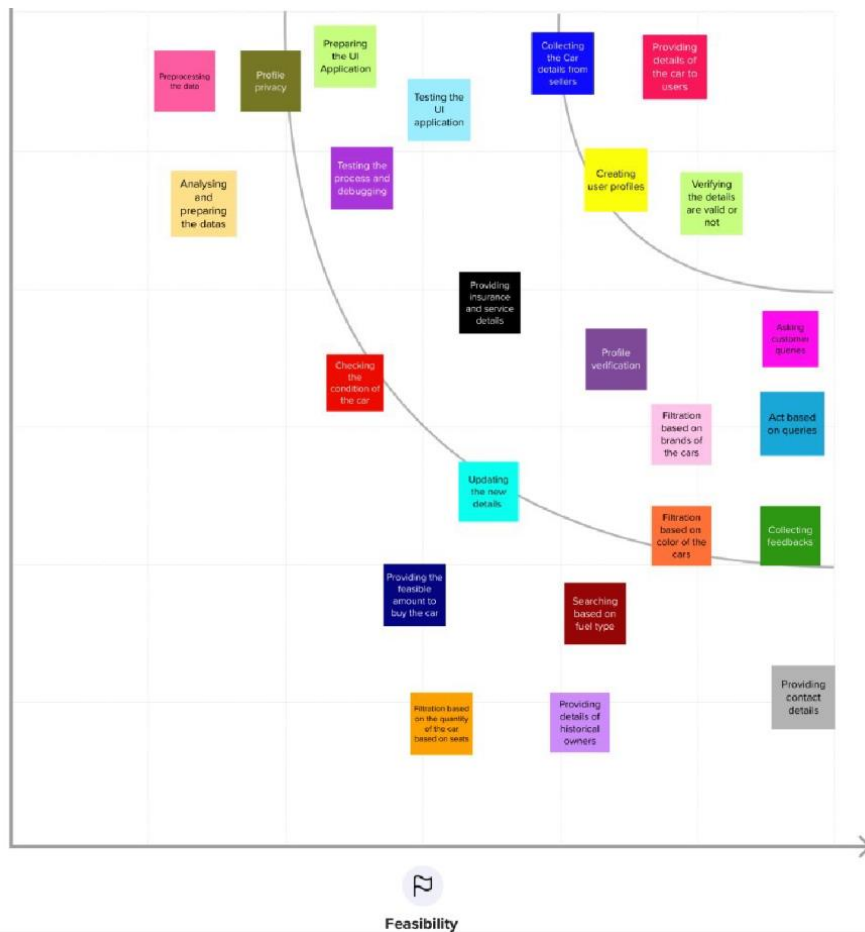 Preprocessing
the data
Profile
privacy
Preparing
the UI
Application
Testing the
UI
application
Collecting
the Car
details from
sellers
Providing
details of
the car to
users
Analysing
and
preparing
the datas
Testing the
process and
debugging
Creating
user profiles
Verifying
the details
are valid or
not
Providing
insurance
and service
details
Asking
customer
queries
Profile
verification
Checking
the
condition of
the car
Filtration
based on
brands of
the cars
Act based
on queries
Updating
the new
details
Filtration
based on
color of the
cars
Collecting
feedbacks
Providing the
feasible
amount to
buy the car
Searching
based on
fuel type
Filtration based
on the quantity
of the car
based on seats
Providing
details of
historical
owners
Providing
contact
details
Feasibility